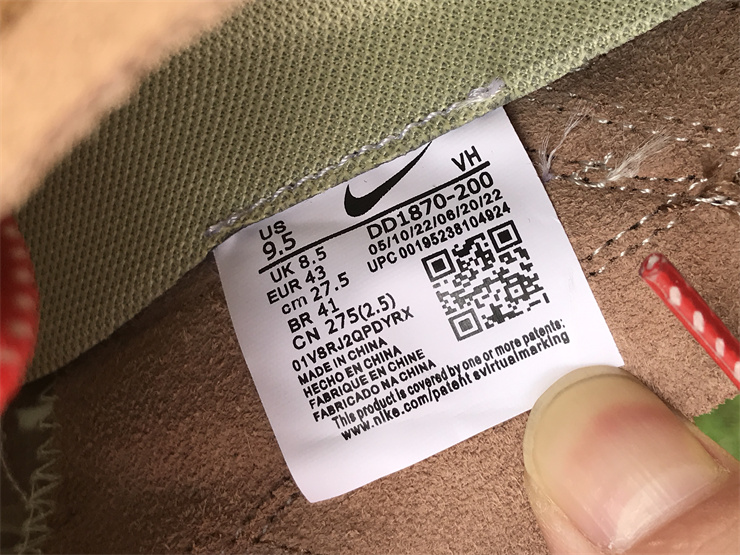 VH
US
9.5
DD1870-200
05/10/22/06/20/22
UPC 00195238104924
UK 8.5
EUR 43
cm 27.5
BR 41
CN 275(2.5)
01V8RJ2QPDYRX
MADE IN CHINA
HECHO EN CHINA
FABRIQUE EN CHINE
FABRICADO NA CHINA
This product is covered by one or more patents:
www.nike.com/patent svirtualmarking